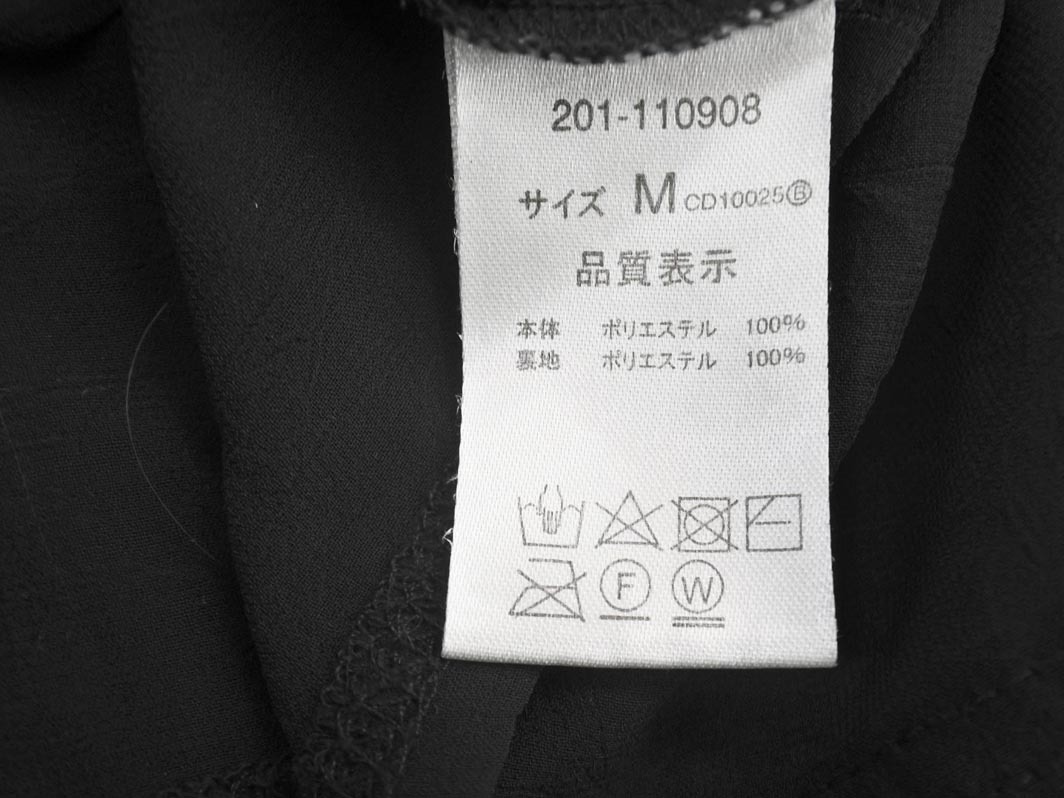 201-110908
サイズ M CD10025Ⓑ
品質表示
本体 ポリエステル 100%
裏地 ポリエステル 100%
F W